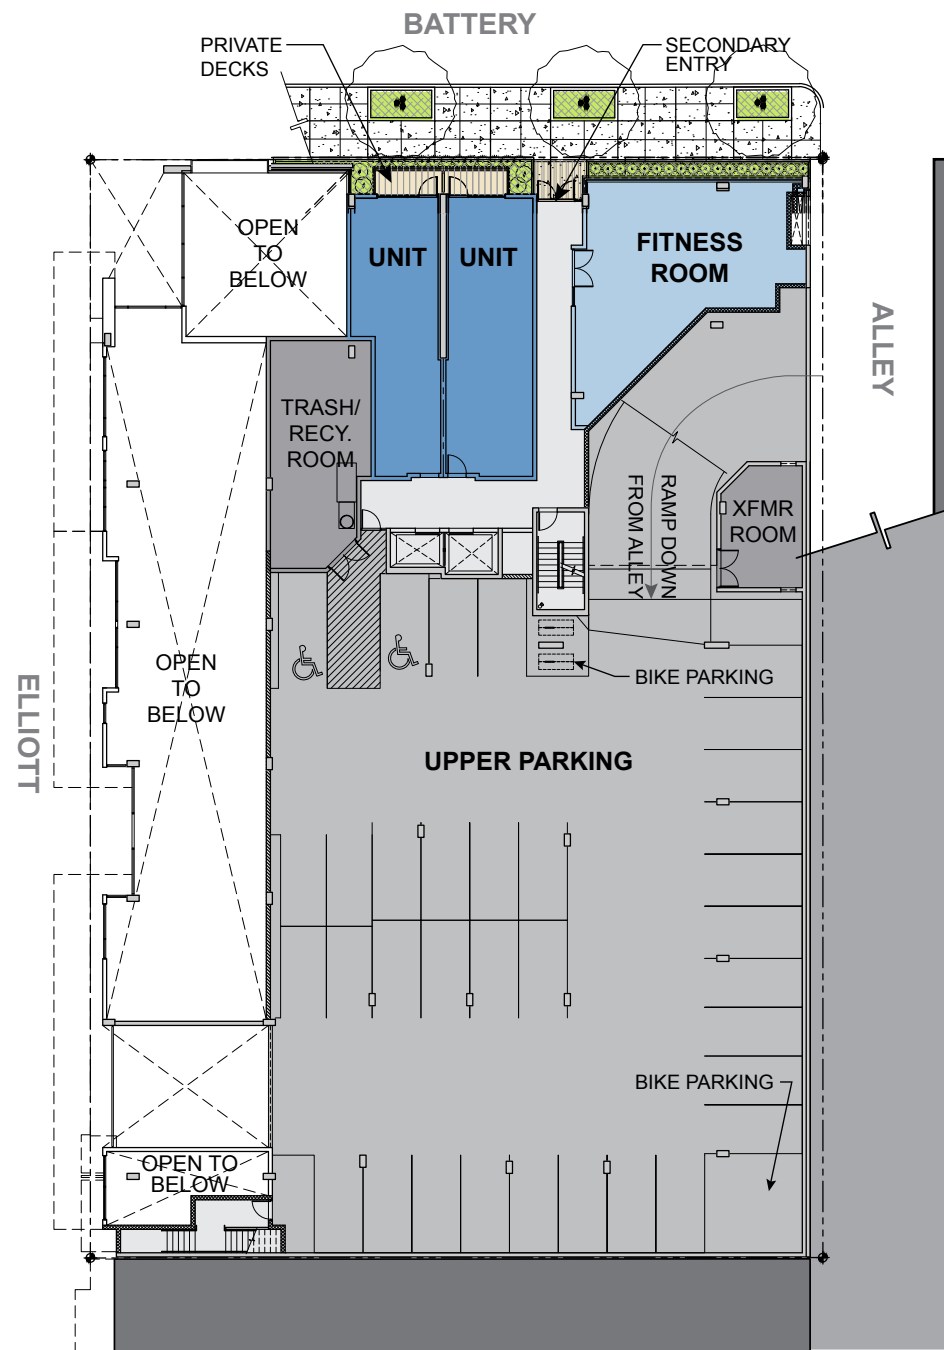 BATTERY
PRIVATE
DECKS
SECONDARY
ENTRY
OPEN
TO
BELOW
UNIT
UNIT
FITNESS
ROOM
ALLEY
TRASH/
RECY.
ROOM
RAMP DOWN
FROM ALLEY
XFMR
ROOM
OPEN
TO
BELOW
BIKE PARKING
ELLIOTT
UPPER PARKING
BIKE PARKING
OPEN TO
BELOW